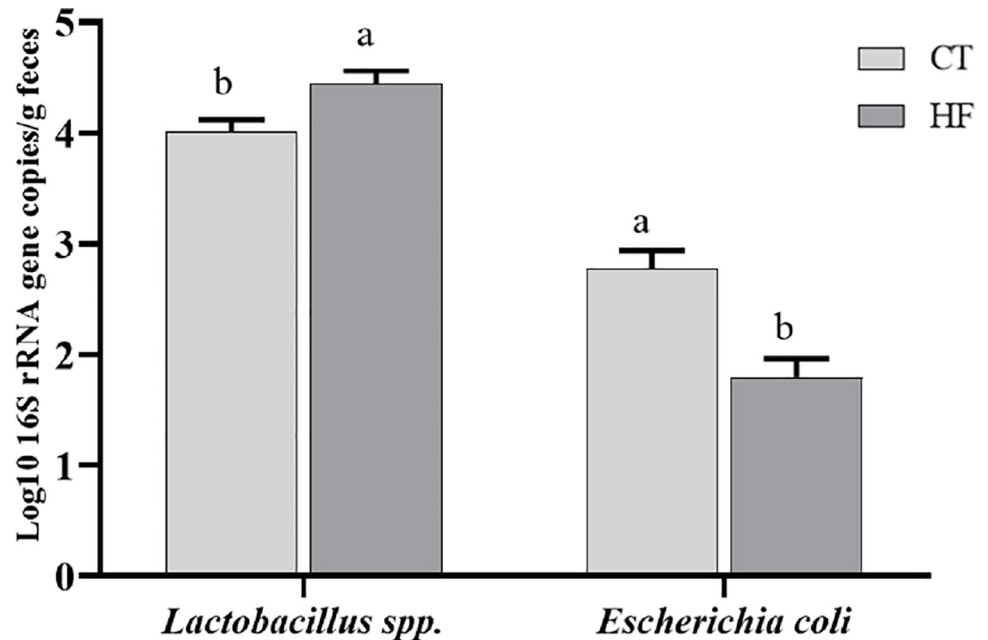 Log10 16S rRNA gene copies/g feces
5
4
3
2
1
0
b
a
a
b
CT
HF
Lactobacillus spp.
Escherichia coli